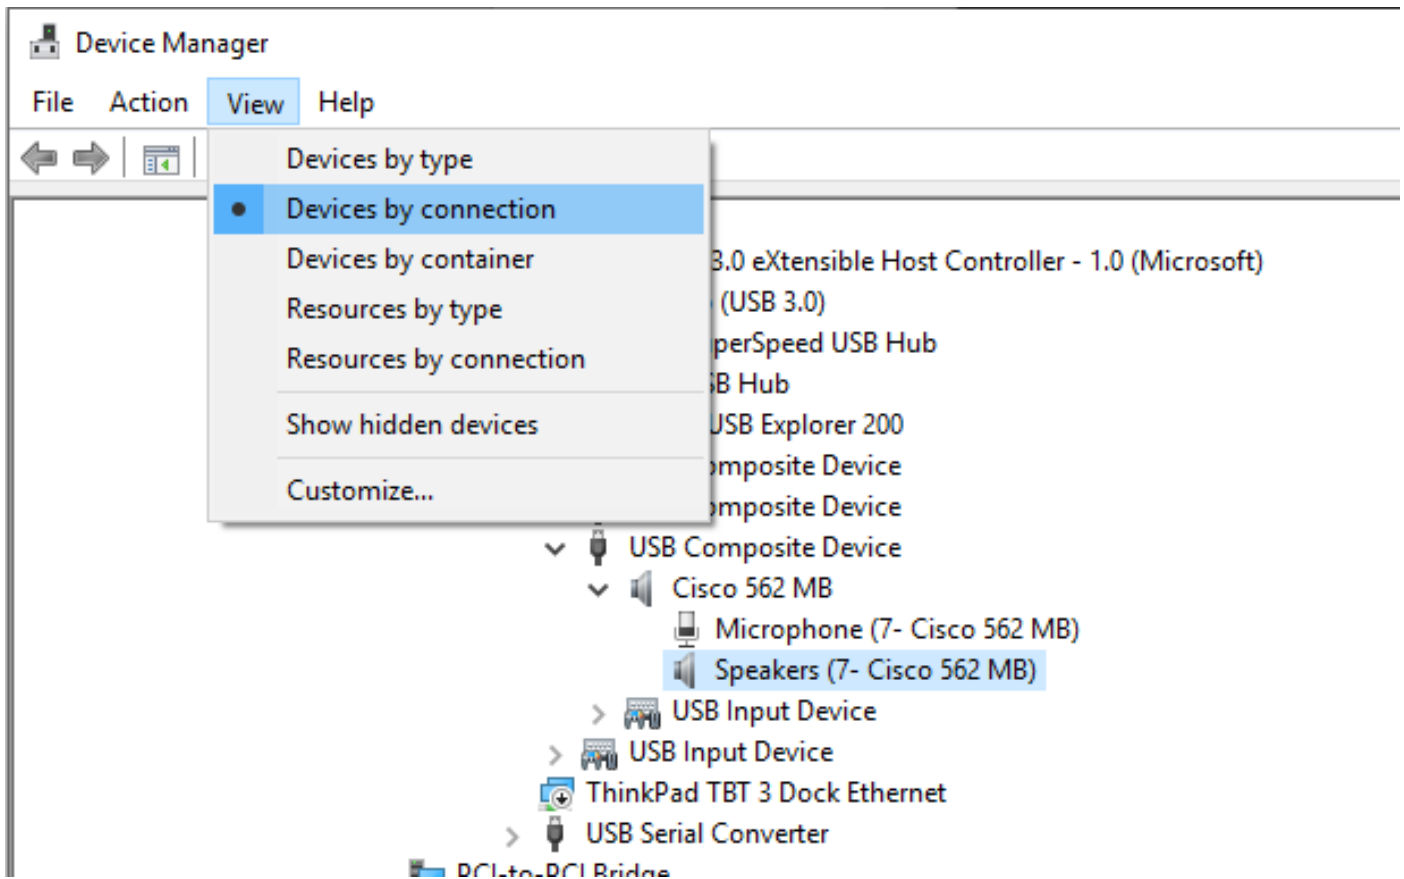 Device Manager
File Action View Help
Devices by type
Devices by connection
Devices by container
Resources by type
Resources by connection
Show hidden devices
Customize...
3.0 eXtensible Host Controller - 1.0 (Microsoft)
(USB 3.0)
perSpeed USB Hub
B Hub
USB Explorer 200
mposite Device
mposite Device
USB Composite Device
Cisco 562 MB
Microphone (7- Cisco 562 MB)
Speakers (7- Cisco 562 MB)
USB Input Device
USB Input Device
ThinkPad TBT 3 Dock Ethernet
USB Serial Converter
PCI-to-PCI Bridge